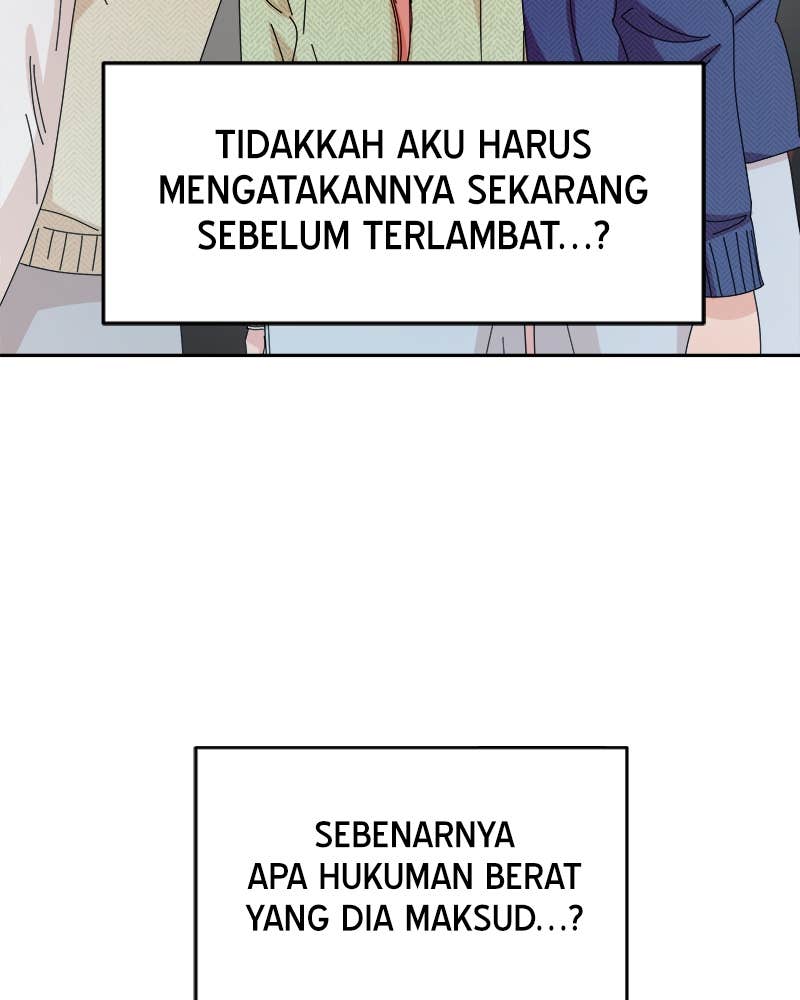 TIDAKKAH AKU HARUS
MENGATAKANNYA SEKARANG
SEBELUM TERLAMBAT...?
SEBENARNYA
APA HUKUMAN BERAT
YANG DIA MAKSUD...?